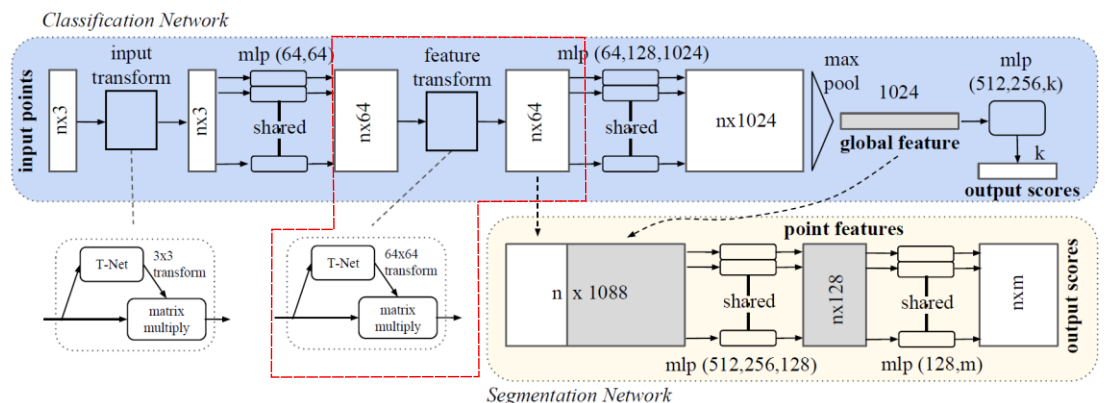 Classification Network
input points
nx3
input
transform
nx3
mlp (64,64)
shared
nx64
feature
transform
nx64
mlp (64,128,1024)
shared
nx1024
max
pool
1024
global feature
mlp
(512,256,k)
k
output scores
T-Net
3x3
transform
matrix
multiply
T-Net
64x64
transform
matrix
multiply
point features
n x 1088
shared
mlp (512,256,128)
nx128
shared
mlp (128,m)
nxm
output scores
Segmentation Network